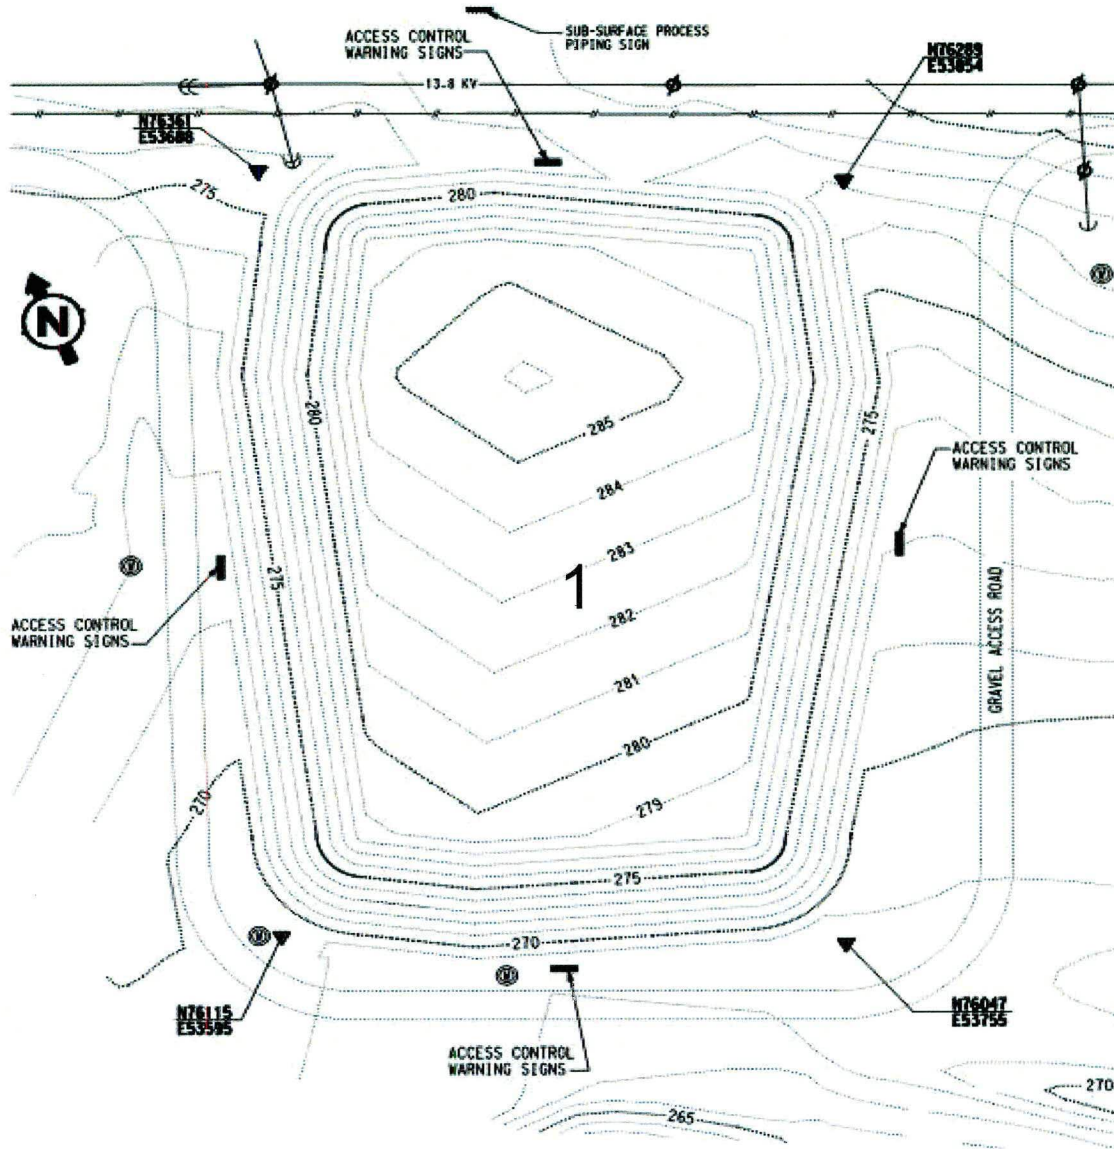 SUB-SURFACE PROCESS
PIPING SIGN
ACCESS CONTROL
WARNING SIGNS
N76289
E53854
13.8 KV
N76361
E53688
275
280
N
280
285
275
284
ACCESS CONTROL
WARNING SIGNS
283
275
1
282
ACCESS CONTROL
WARNING SIGNS
GRAVEL ACCESS ROAD
281
280
270
279
275
270
N76115
E53595
N76047
E53755
ACCESS CONTROL
WARNING SIGNS
270
265